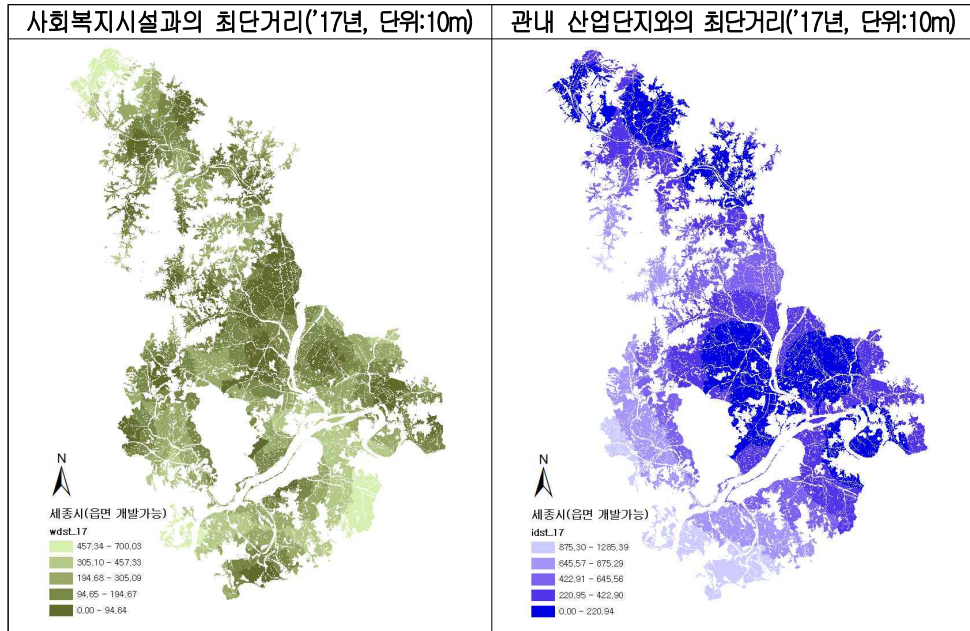 사회복지시설과의 최단거리('17년, 단위:10m)
관내 산업단지와의 최단거리('17년, 단위:10m)
N
세종시(읍면 개발가능)
wdst_17
457,34 - 700,03
305,10 - 457,33
194,68 - 305,09
94,65 - 194,67
0,00 - 94,64
N
세종시(읍면 개발가능)
idst_17
875,30 - 1285,39
645,57 - 875,29
422,91 - 645,56
220,95 - 422,90
0,00 - 220,94